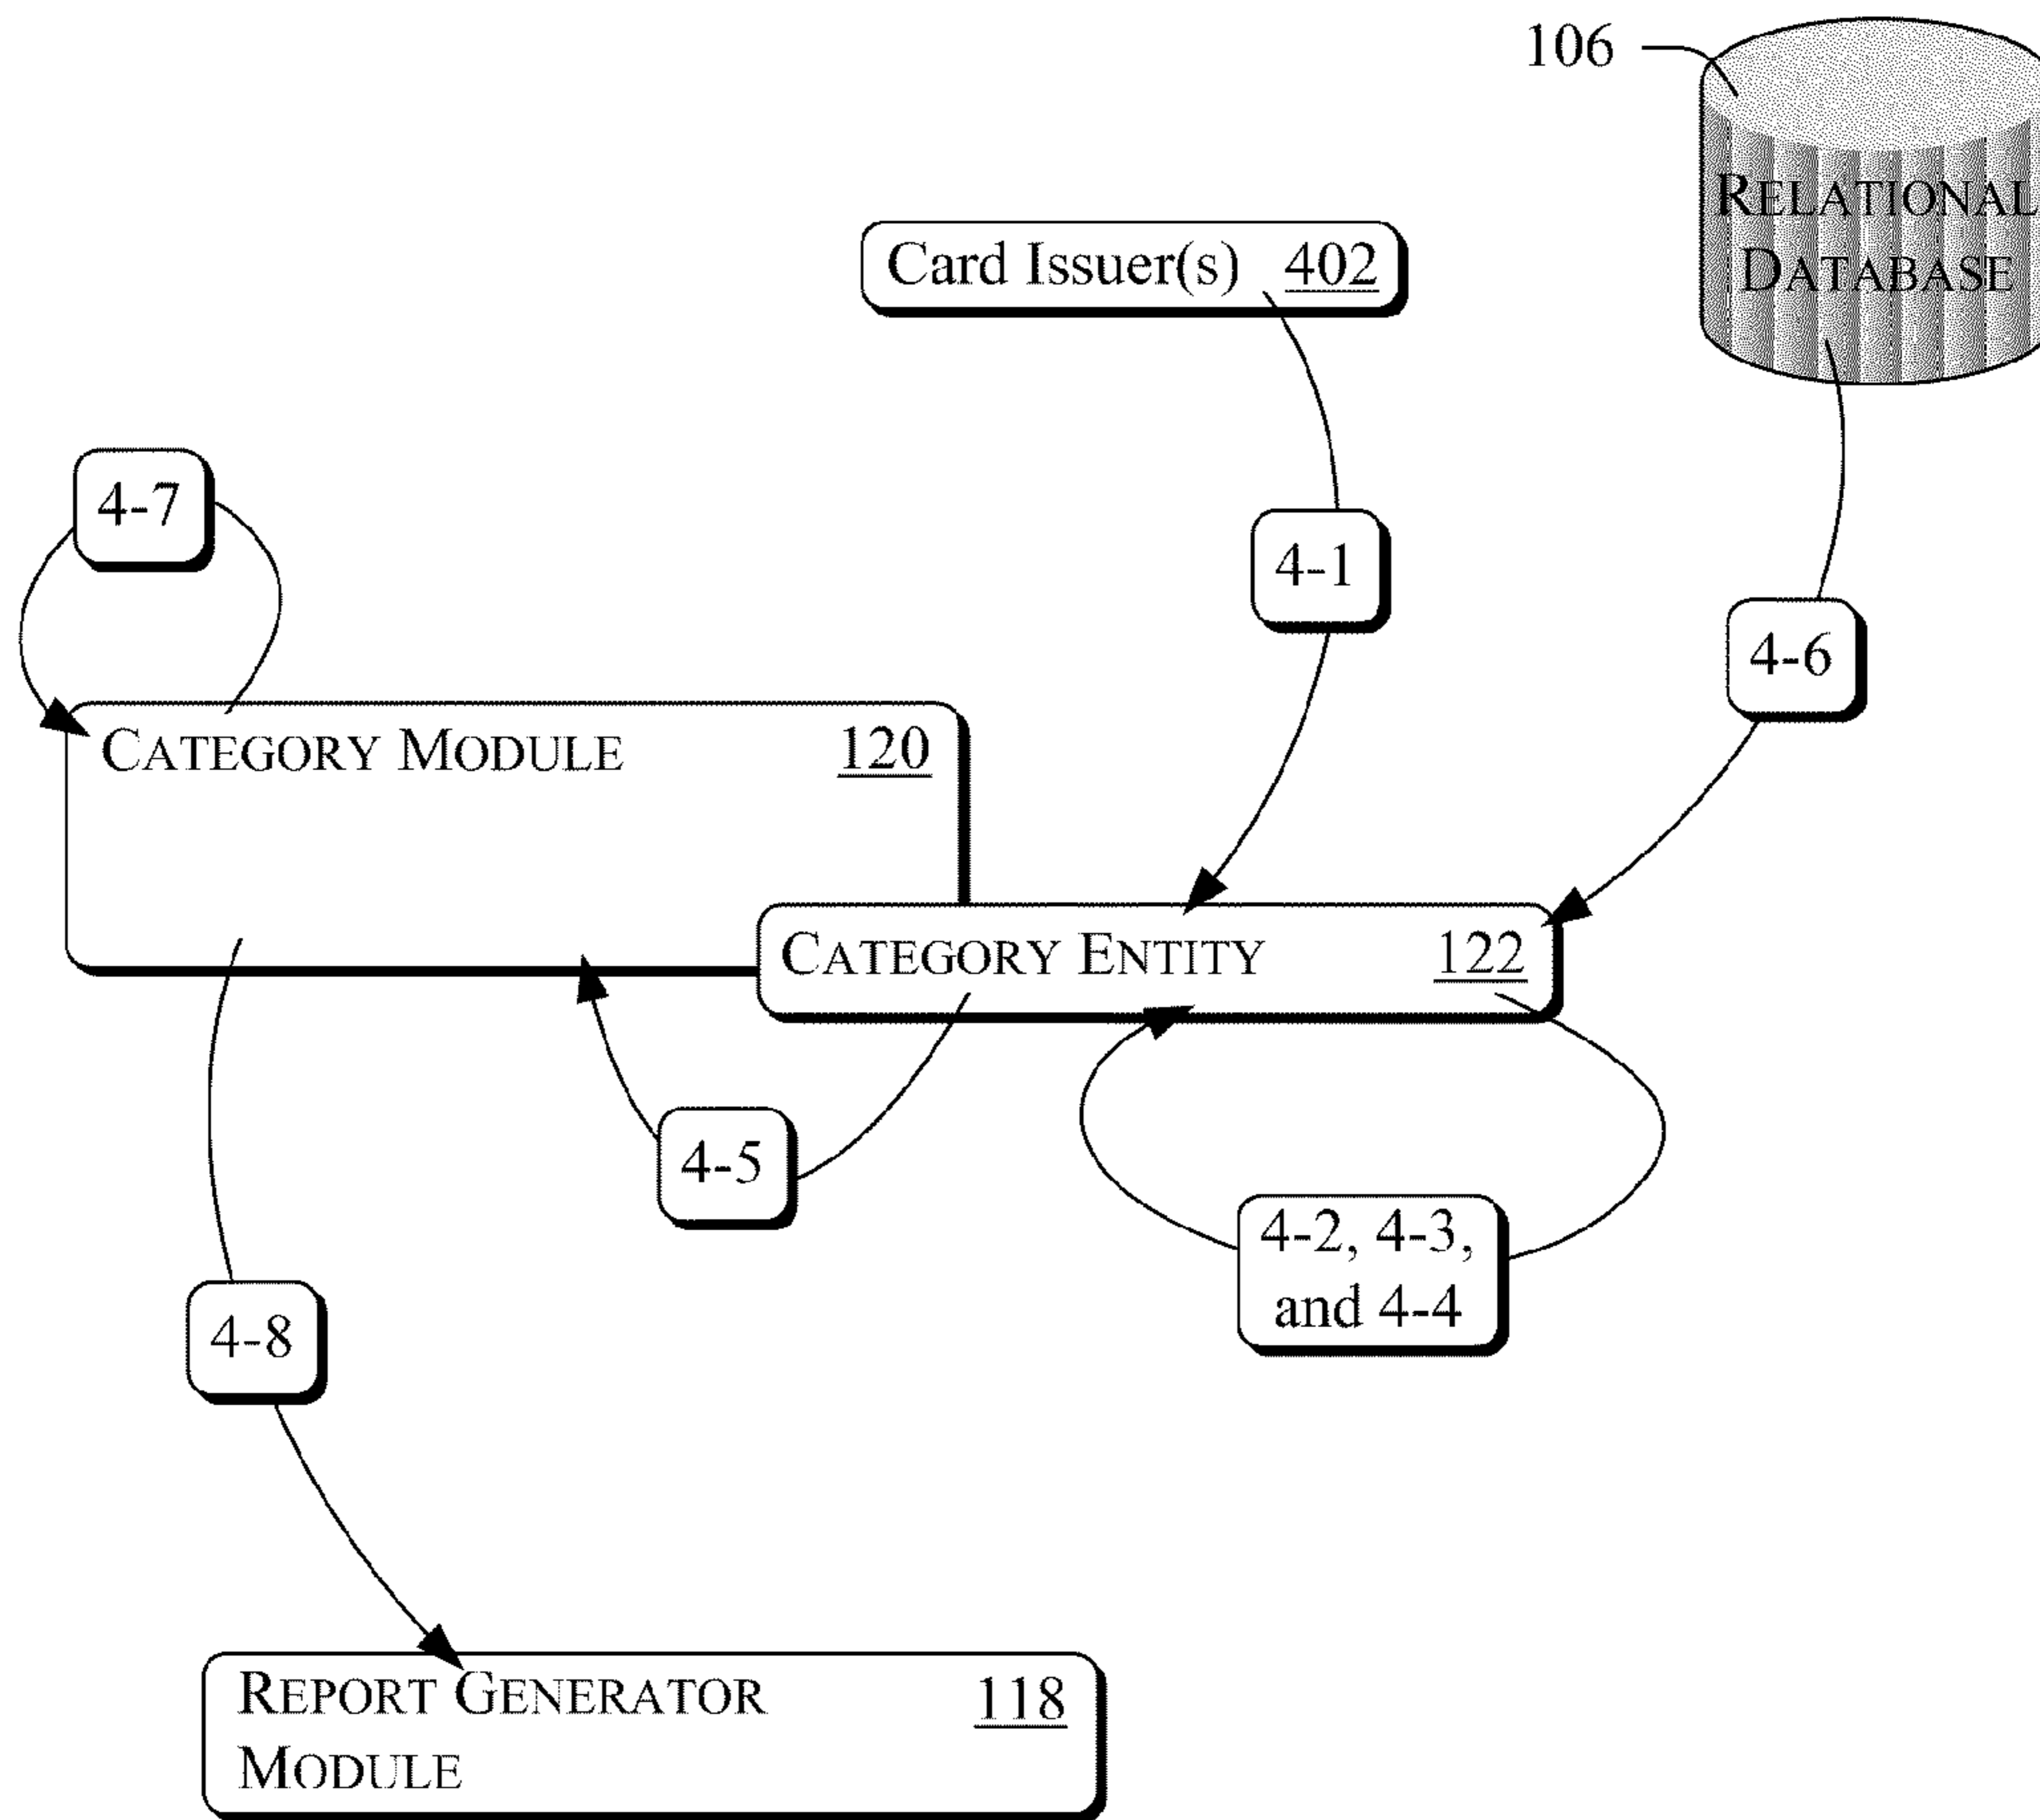 106
RELATIONAL
DATABASE
Card Issuer(s) 402
4-7
4-1
4-6
CATEGORY MODULE 120
CATEGORY ENTITY 122
4-5
4-2, 4-3,
and 4-4
4-8
REPORT GENERATOR 118
MODULE